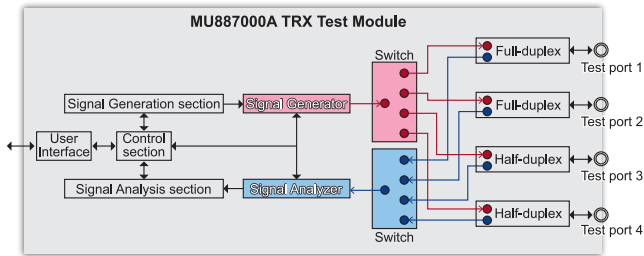 MU887000A TRX Test Module
Switch
Full-duplex
Test port 1
Signal Generation section
Signal Generator
Full-duplex
Test port 2
User
Interface
Control
section
Half-duplex
Test port 3
Signal Analysis section
Signal Analyzer
Half-duplex
Test port 4
Switch